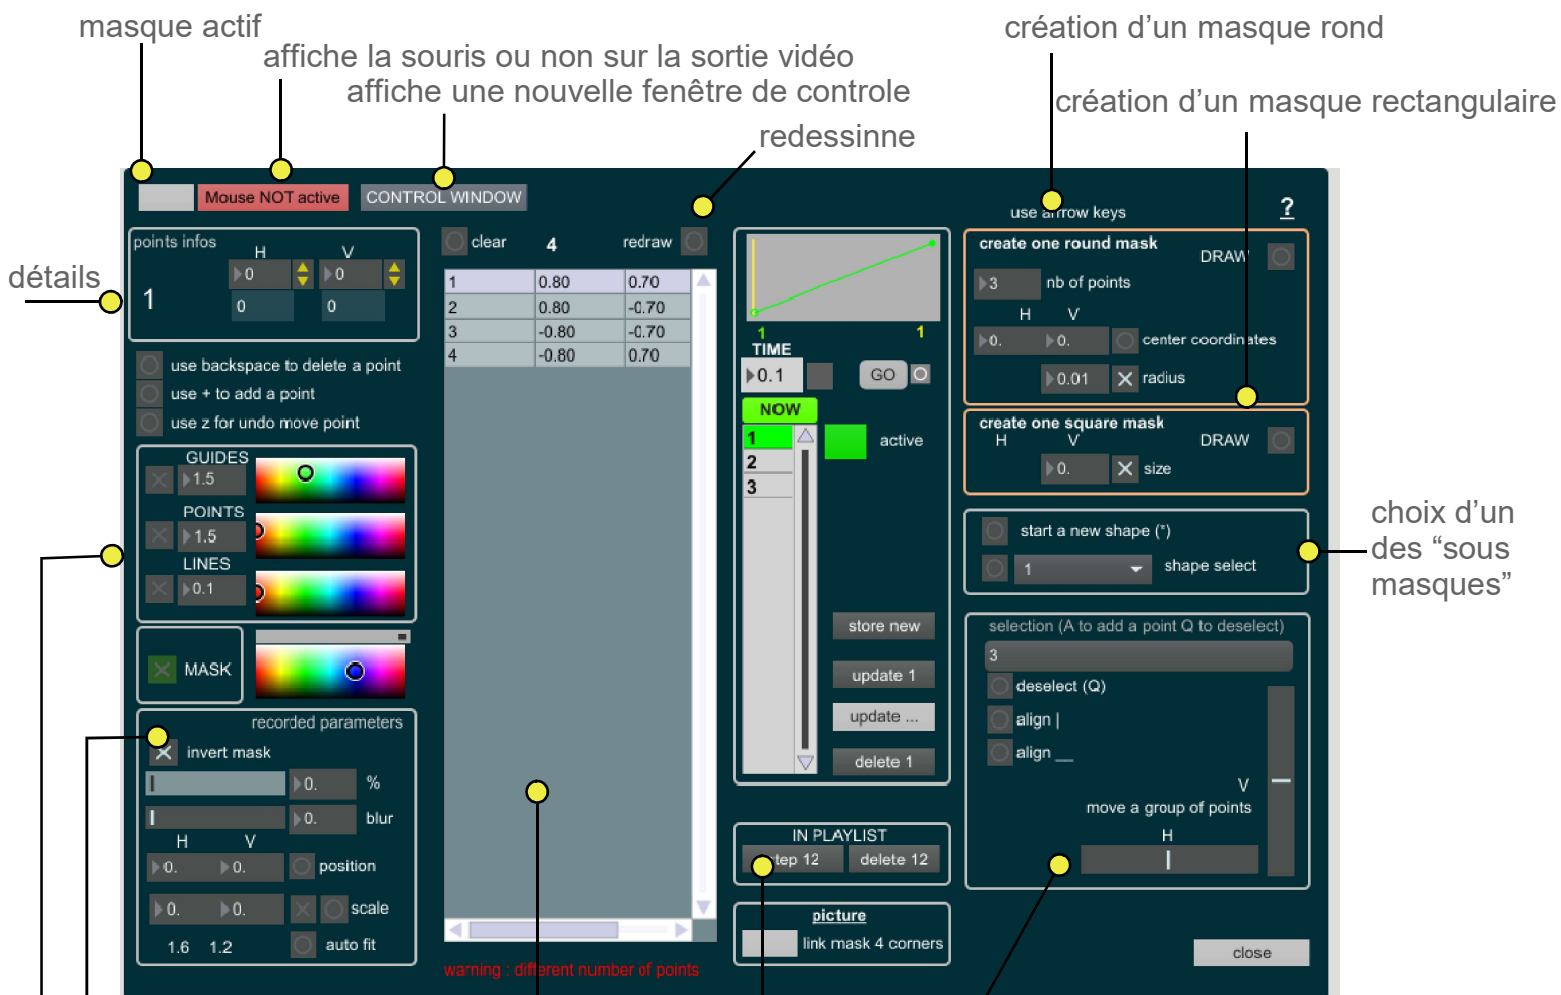 masque actif
affiche la souris ou non sur la sortie vidéo
affiche une nouvelle fenêtre de controle
redessinne
création d’un masque rond
création d’un masque rectangulaire
détails
choix d’un
des “sous
masques”
Mouse NOT active
CONTROL WINDOW
use arrrow keys
?
points infos
H V
0 0
1
0 0
use backspace to delete a point
use + to add a point
use z for undo move point
GUIDES
1.5
POINTS
1.5
LINES
0.1
MASK
recorded parameters
invert mask
0. %
0. blur
H V
0. 0. position
0. 0. scale
1.6 1.2 auto fit
clear 4 redraw
1 0.80 0.70
2 0.80 -0.70
3 -0.80 -0.70
4 -0.80 0.70
warning : different number of points
1 1
TIME
0.1 GO
NOW
1 active
2
3
store new
update 1
update ...
delete 1
IN PLAYLIST
step 12 delete 12
picture
link mask 4 corners
create one round mask
DRAW
3 nb of points
H V
0. 0. center coordinates
0.01 radius
create one square mask
H V DRAW
0. size
start a new shape (*)
1 shape select
selection (A to add a point Q to deselect)
3
deselect (Q)
align |
align __
V
move a group of points
H
close